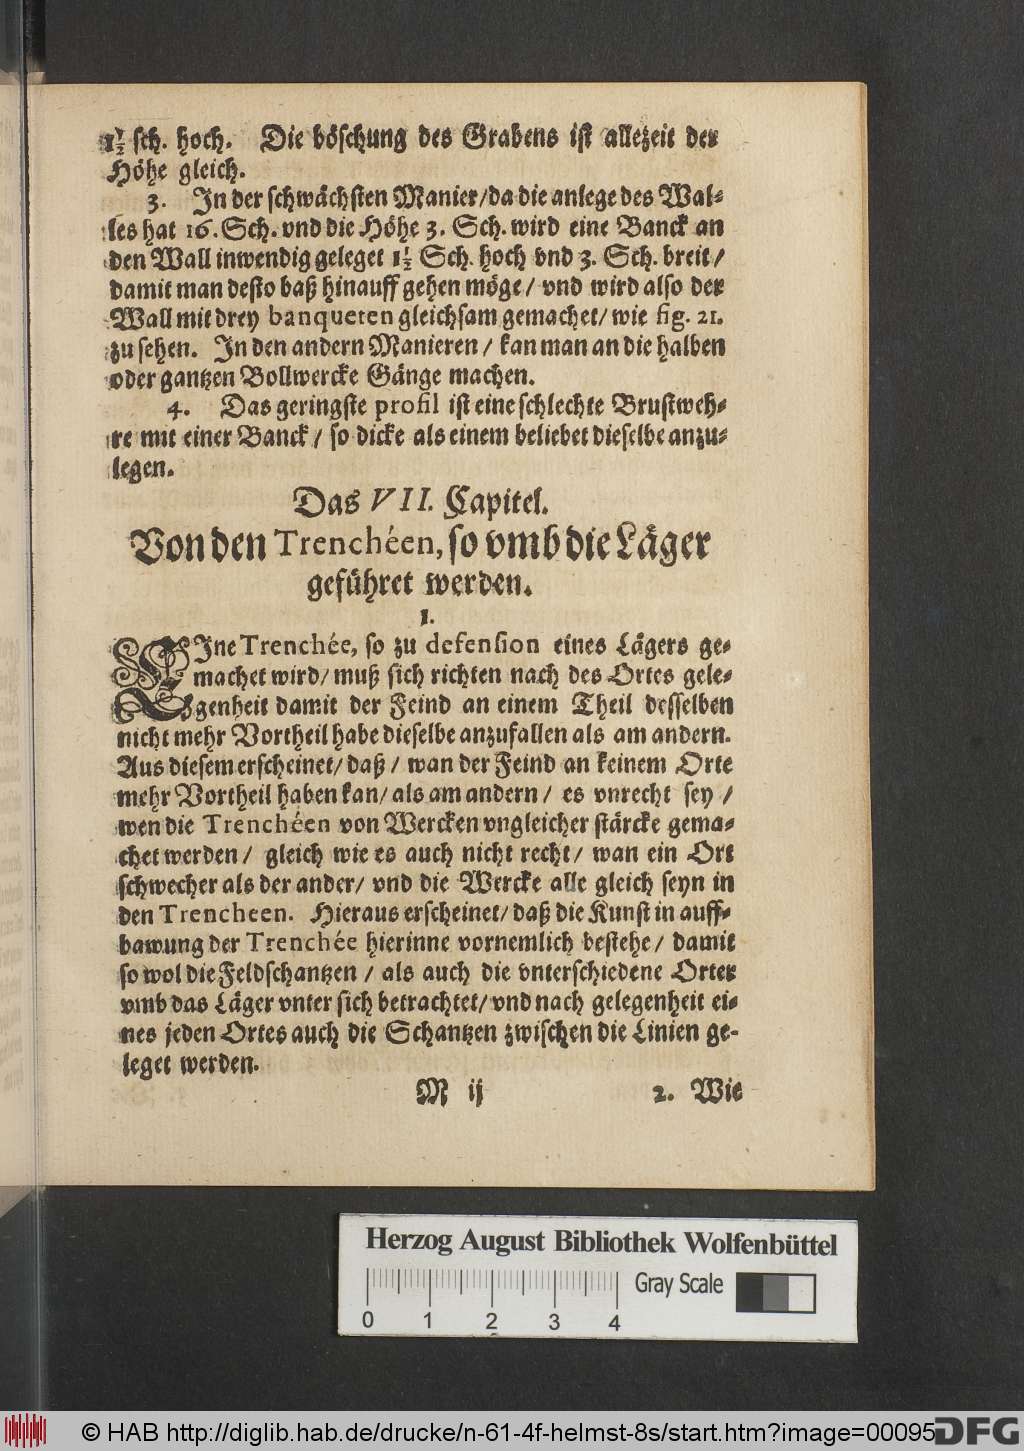 1½ sch. hoch. Die böschung des Grabens ist allezeit der
Höhe gleich.
3. In der schwächsten Manier/da die anlege des Wal-
les hat 16. Sch. vnd die Höhe 3. Sch. wird eine Banck an
den Wall inwendig geleget 1½ Sch. hoch vnd 3. Sch. breit/
damit man desto baß hinauff gehen möge/ vnd wird also der
Wall mit drey banqueten gleichsam gemachet/ wie fig. 21.
zu sehen. In den andern Manieren / kan man an die halben
oder gantzen Bollwercke Gänge machen.
4. Das geringste profil ist eine schlechte Brustweh-
re mit einer Banck / so dicke als einem beliebet dieselbe anzu-
legen.
Das VII. Capitel.
Von den Trenchéen, so vmb die Läger
geführet werden.
1.
EIne Trenchée, so zu defension eines Lägers ge-
machet wird/ muß sich richten nach des Ortes gele-
genheit damit der Feind an einem Theil desselben
nicht mehr Vortheil habe dieselbe anzufallen als am andern.
Aus diesem erscheinet/ daß / wan der Feind an keinem Orte
mehr Vortheil haben kan/ als am andern / es vnrecht sey /
wen die Trenchéen von Wercken vngleicher stärcke gema-
chet werden / gleich wie es auch nicht recht/ wan ein Ort
schwecher als der ander/ vnd die Wercke alle gleich seyn in
den Trencheen. Hieraus erscheinet/ daß die Kunst in auff-
bawung der Trenchée hierinne vornemlich bestehe/ damit
so wol die Feldschantzen / als auch die vnterschiedene Orter
vmb das Läger vnter sich betrachtet/ vnd nach gelegenheit ei-
nes jeden Ortes auch die Schantzen zwischen die Linien ge-
leget werden.
M ij 2. Wie
Herzog August Bibliothek Wolfenbüttel
Gray Scale
0 1 2 3 4
© HAB http://diglib.hab.de/drucke/n-61-4f-helmst-8s/start.htm?image=00095
DFG